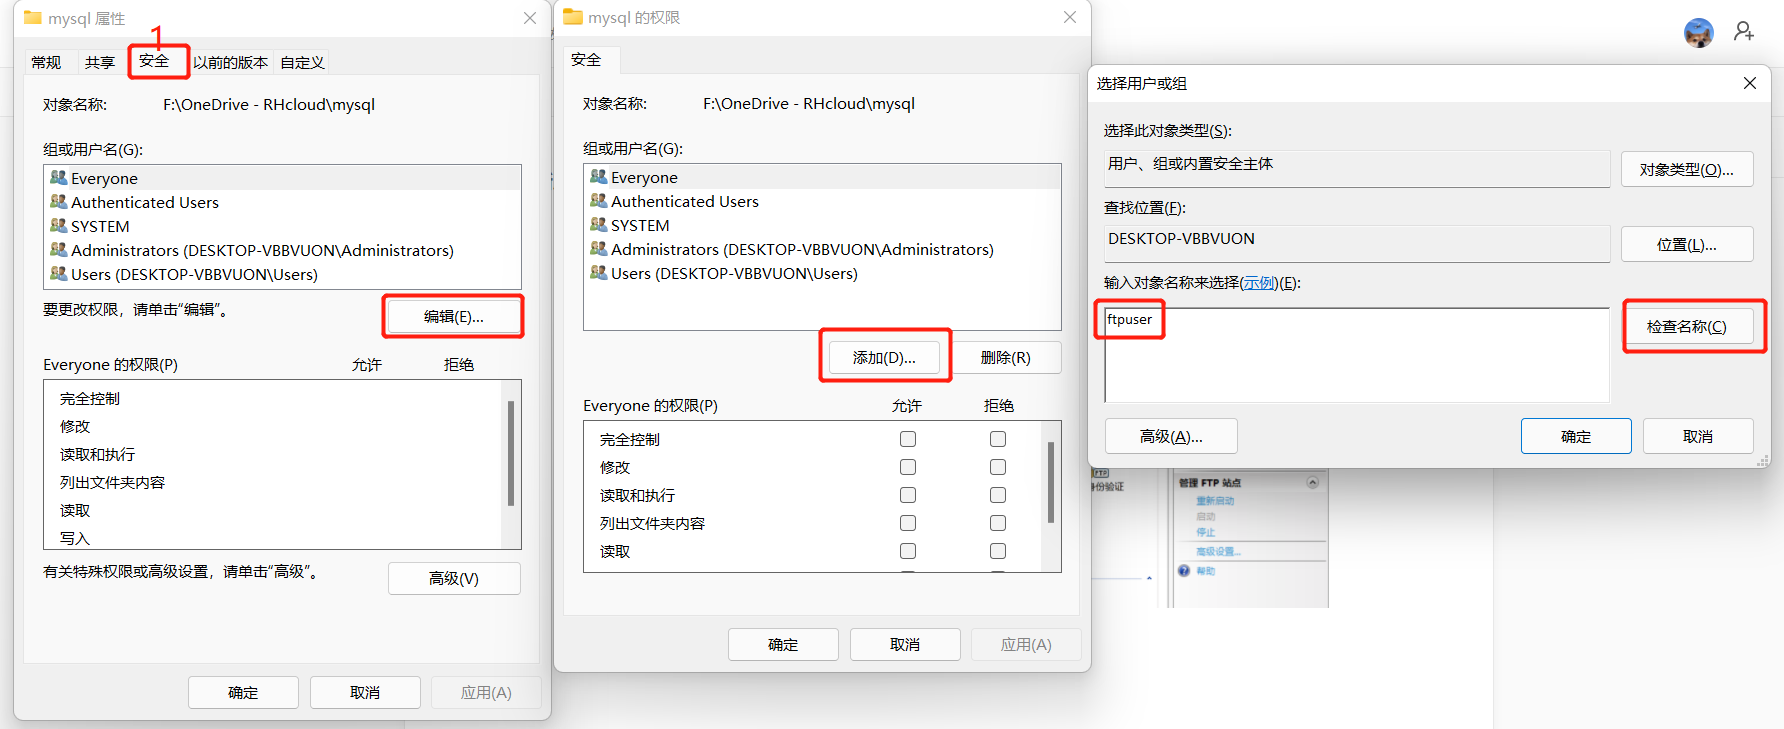 mysql 属性
1
常规 共享 安全 以前的版本 自定义
对象名称: F:\OneDrive - RHcloud\mysql
组或用户名(G):
Everyone
Authenticated Users
SYSTEM
Administrators (DESKTOP-VBBVUON\Administrators)
Users (DESKTOP-VBBVUON\Users)
要更改权限，请单击“编辑”。
编辑(E)...
Everyone 的权限(P) 允许 拒绝
完全控制
修改
读取和执行
列出文件夹内容
读取
写入
有关特殊权限或高级设置，请单击“高级”。
高级(V)
确定 取消 应用(A)
mysql 的权限
安全
对象名称: F:\OneDrive - RHcloud\mysql
组或用户名(G):
Everyone
Authenticated Users
SYSTEM
Administrators (DESKTOP-VBBVUON\Administrators)
Users (DESKTOP-VBBVUON\Users)
添加(D)... 删除(R)
Everyone 的权限(P) 允许 拒绝
完全控制
修改
读取和执行
列出文件夹内容
读取
确定 取消 应用(A)
选择用户或组
选择此对象类型(S):
用户、组或内置安全主体 对象类型(O)...
查找位置(F):
DESKTOP-VBBVUON 位置(L)...
输入对象名称来选择(示例)(E):
ftpuser 检查名称(C)
高级(A)... 确定 取消
FTP
身份验证
管理 FTP 站点
重新启动
启动
停止
高级设置...
帮助